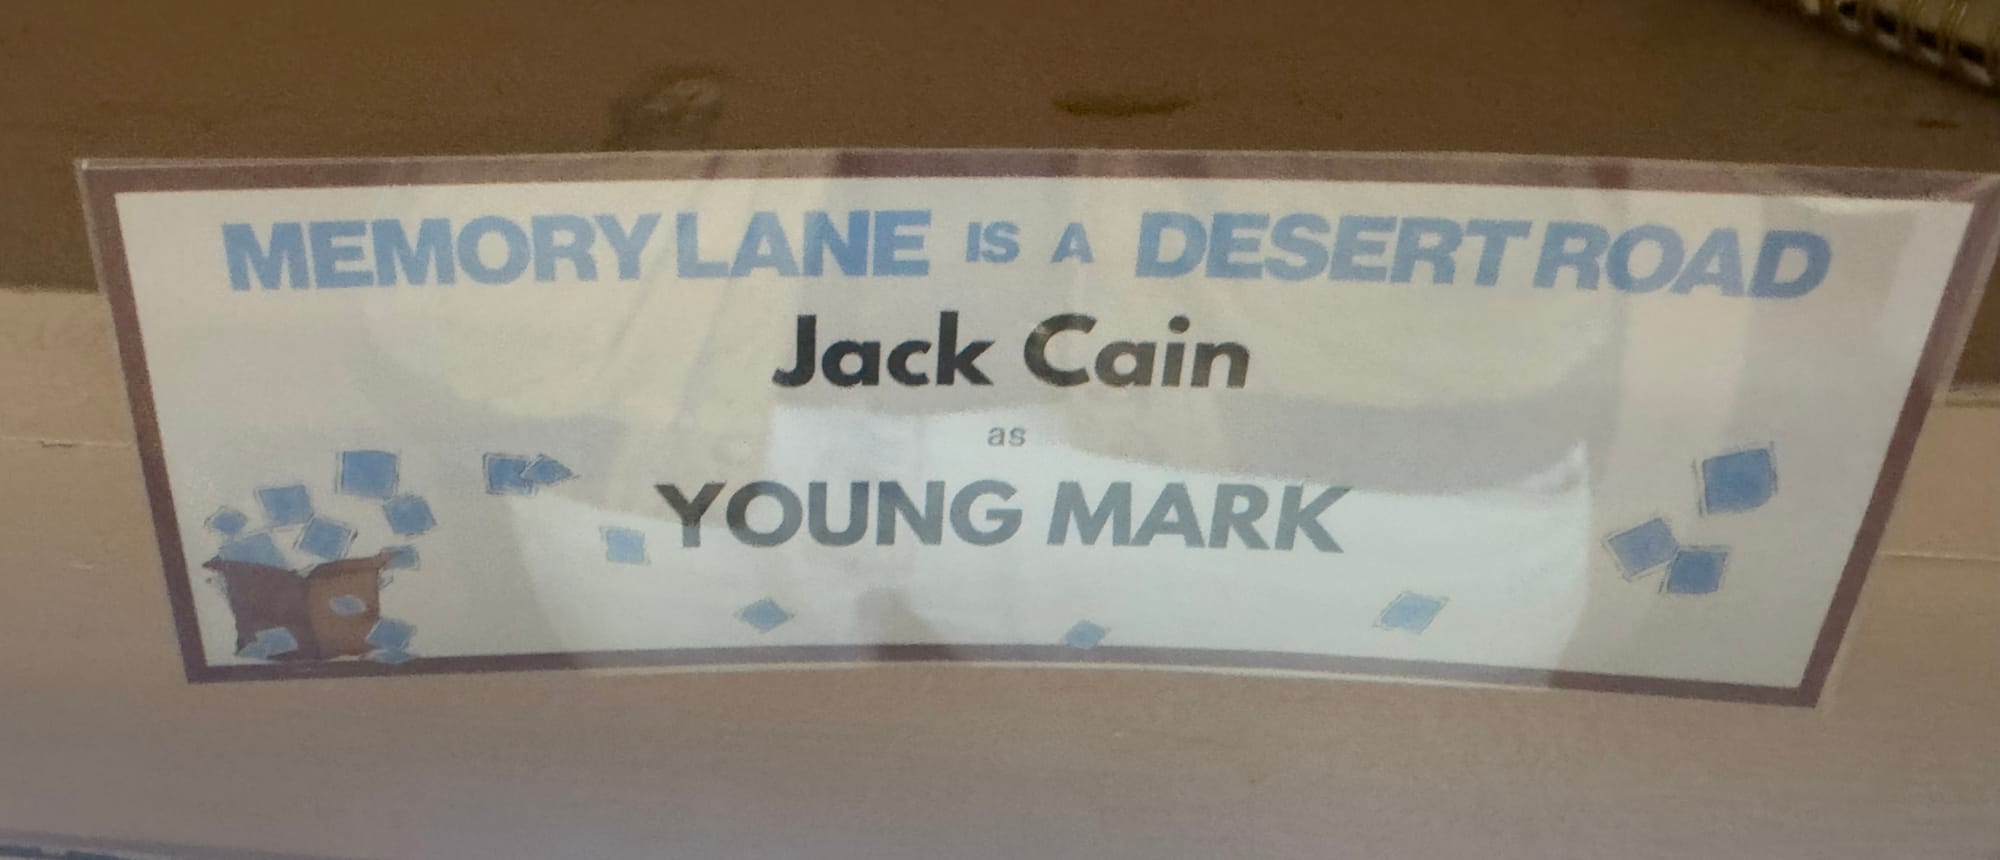 MEMORY LANE IS A DESERT ROAD
Jack Cain
as
YOUNG MARK